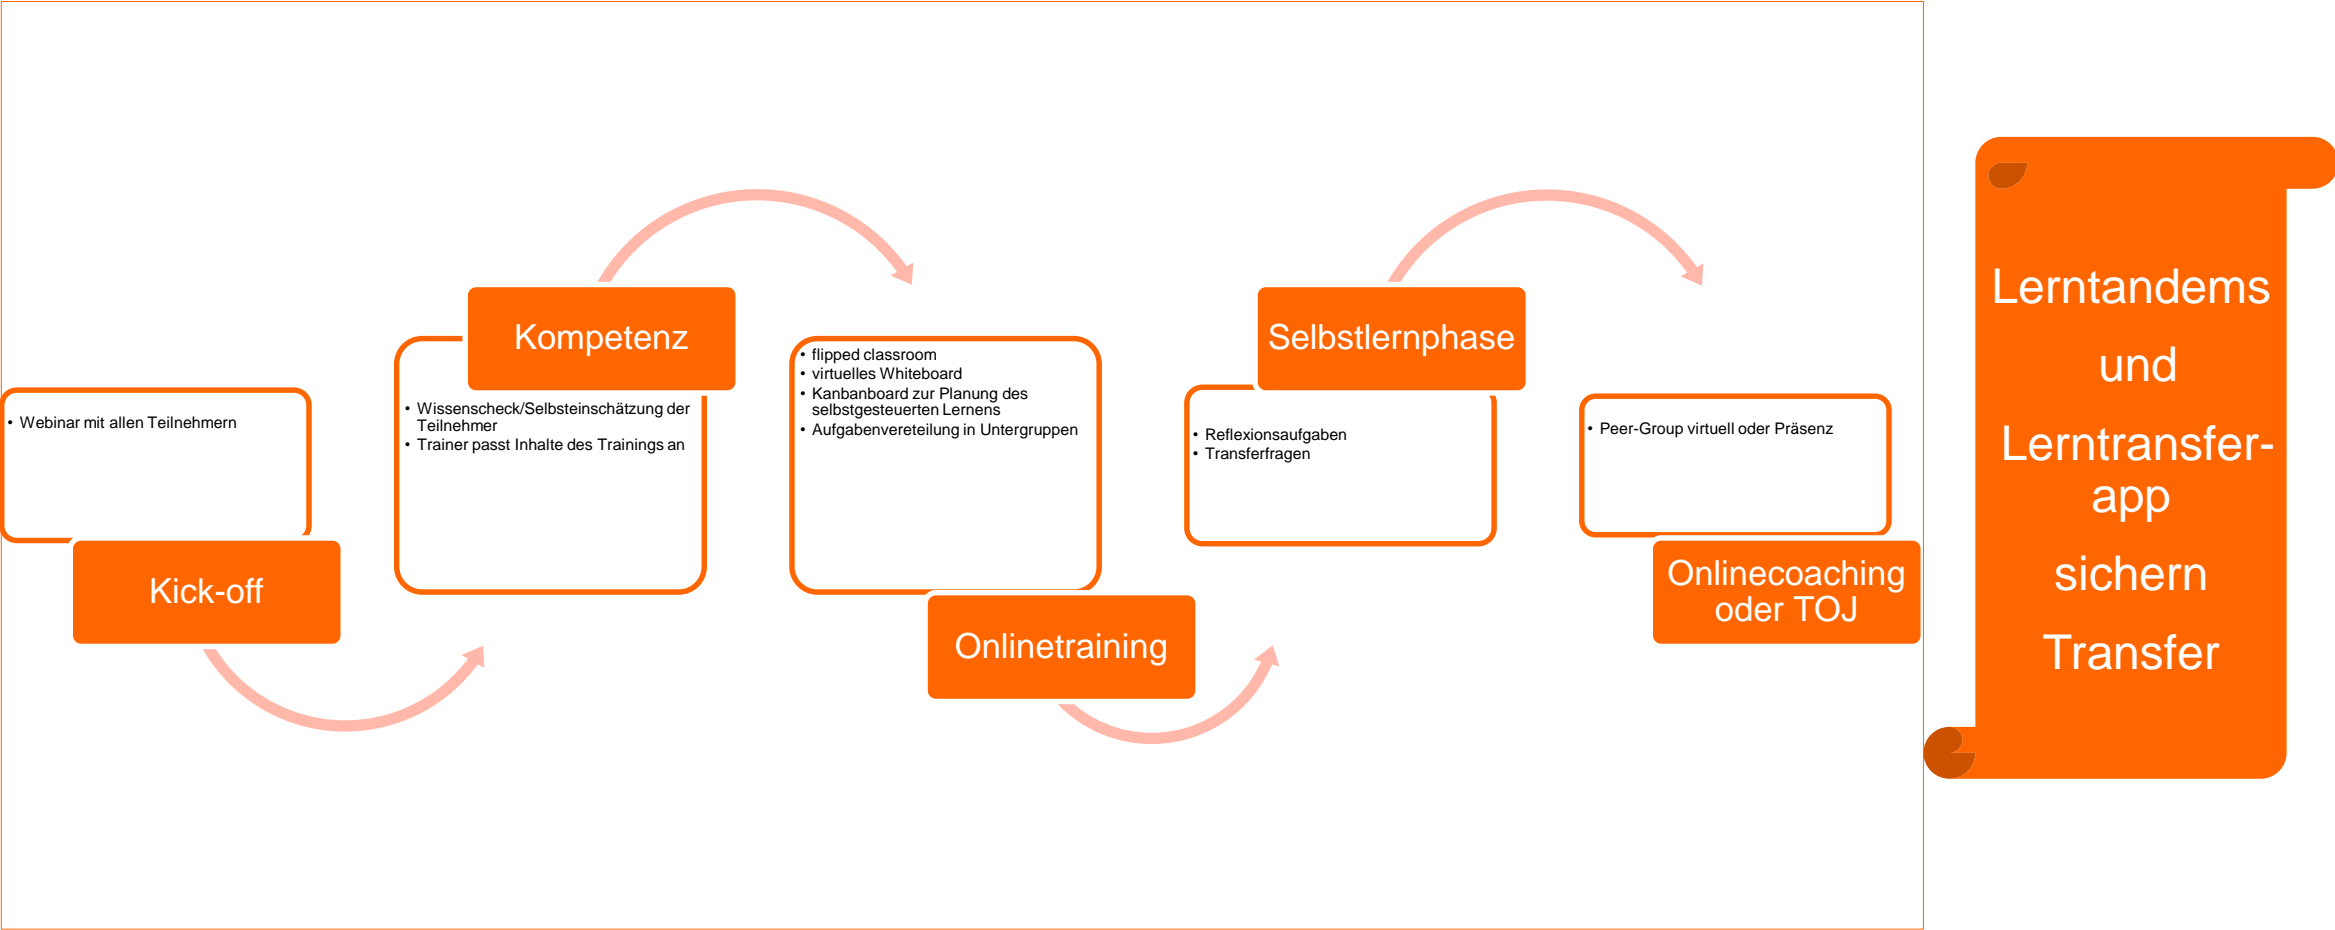 • Webinar mit allen Teilnehmern
Kick-off
Kompetenz
• Wissenscheck/Selbsteinschätzung der
Teilnehmer
• Trainer passt Inhalte des Trainings an
• flipped classroom
• virtuelles Whiteboard
• Kanbanboard zur Planung des
selbstgesteuerten Lernens
• Aufgabenvereteilung in Untergruppen
Onlinetraining
Selbstlernphase
• Reflexionsaufgaben
• Transferfragen
• Peer-Group virtuell oder Präsenz
Onlinecoaching
oder TOJ
Lerntandems
und
Lerntransfer-
app
sichern
Transfer